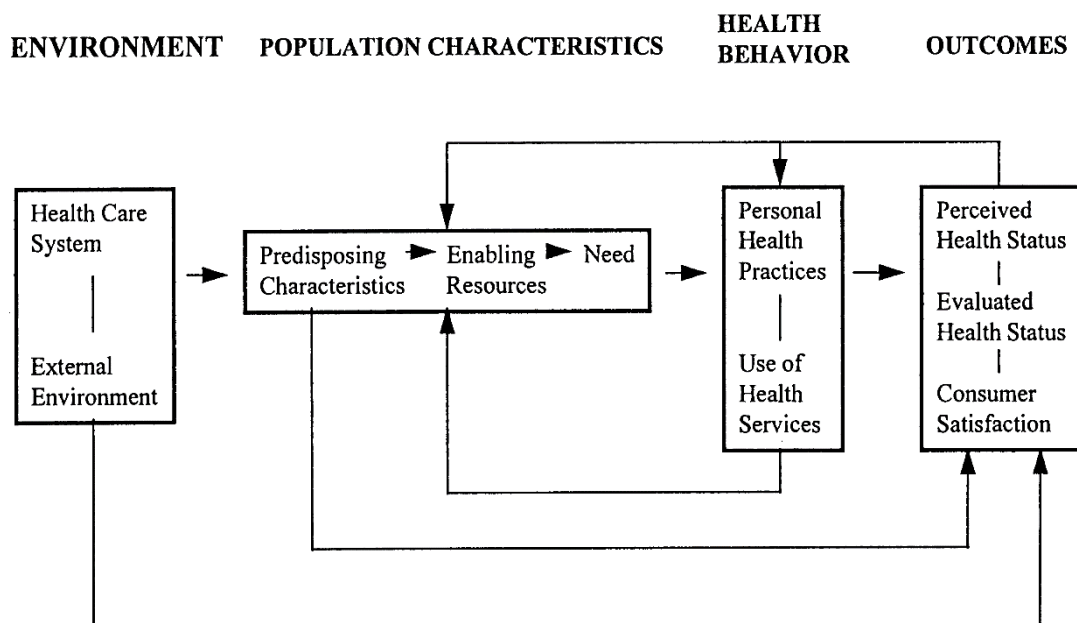 ENVIRONMENT
POPULATION CHARACTERISTICS
HEALTH
BEHAVIOR
OUTCOMES
Health Care
System
External
Environment
Predisposing
Characteristics
Enabling
Resources
Need
Personal
Health
Practices
Use of
Health
Services
Perceived
Health Status
Evaluated
Health Status
Consumer
Satisfaction